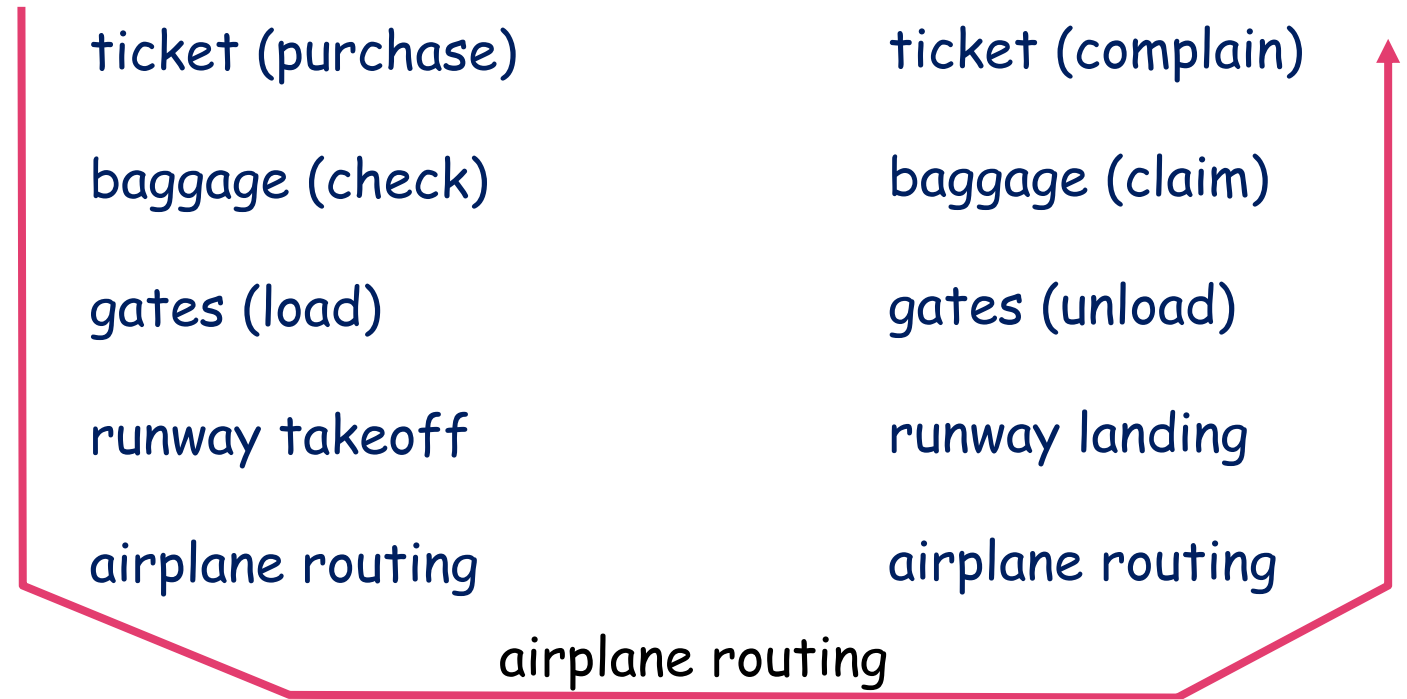 ticket (purchase)
baggage (check)
gates (load)
runway takeoff
airplane routing
ticket (complain)
baggage (claim)
gates (unload)
runway landing
airplane routing
airplane routing